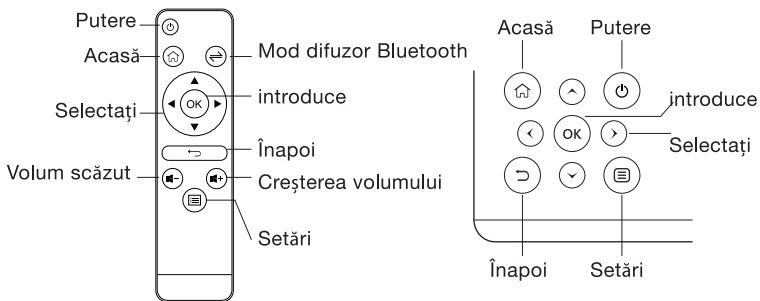 Putere
Acasă
Mod difuzor Bluetooth
OK
introduce
Selectați
Înapoi
Volum scăzut
Creșterea volumului
Setări
Acasă
Putere
introduce
OK
Selectați
Înapoi
Setări